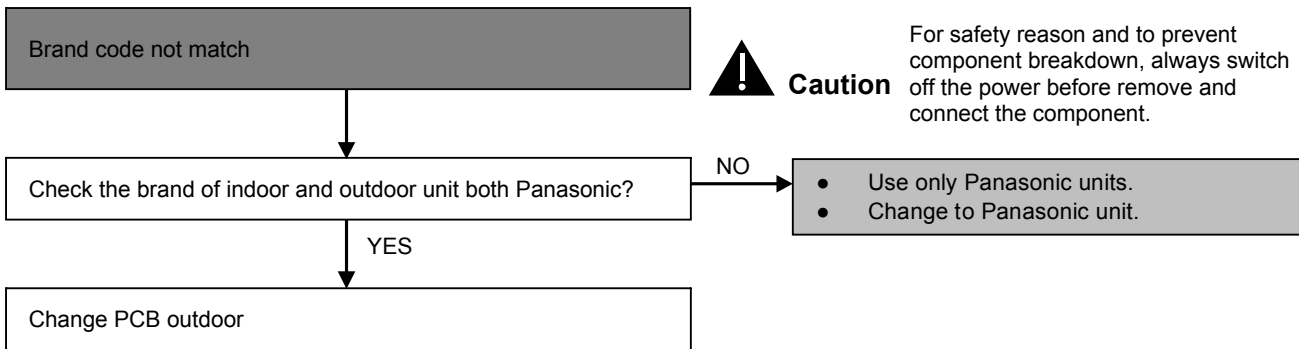 Brand code not match
Caution
For safety reason and to prevent
component breakdown, always switch
off the power before remove and
connect the component.
Check the brand of indoor and outdoor unit both Panasonic?
NO
● Use only Panasonic units.
● Change to Panasonic unit.
YES
Change PCB outdoor